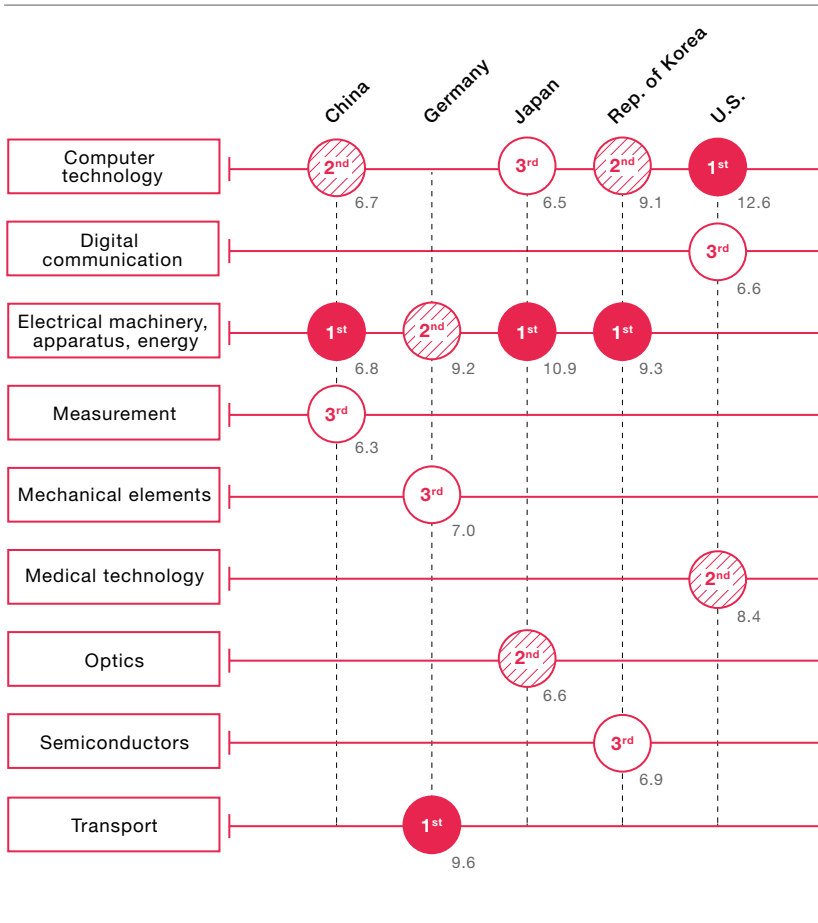 China
Germany
Japan
Rep. of Korea
U.S.
Computer
technology
2nd
3rd
2nd
1st
6.7
6.5
9.1
12.6
Digital
communication
3rd
6.6
Electrical machinery,
apparatus, energy
1st
2nd
1st
1st
6.8
9.2
10.9
9.3
Measurement
3rd
6.3
Mechanical elements
3rd
7.0
Medical technology
2nd
8.4
Optics
2nd
6.6
Semiconductors
3rd
6.9
Transport
1st
9.6